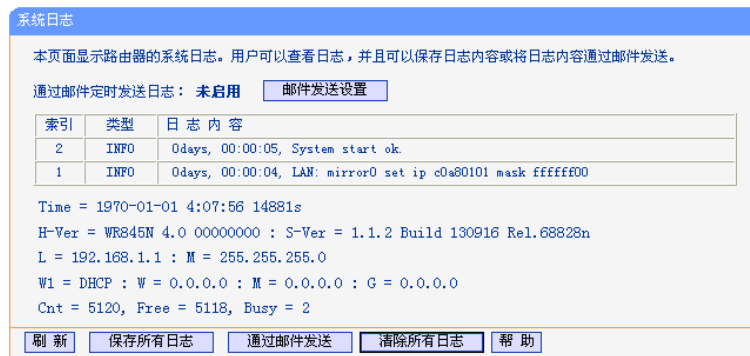 系统日志
本页面显示路由器的系统日志。用户可以查看日志，并且可以保存日志内容或将日志内容通过邮件发送。
通过邮件定时发送日志： 未启用 邮件发送设置
索引 类型 日 志 内 容
2 INFO 0days, 00:00:05, System start ok.
1 INFO 0days, 00:00:04, LAN: mirror0 set ip c0a80101 mask ffffff00
Time = 1970-01-01 4:07:56 14881s
H-Ver = WR845N 4.0 00000000 : S-Ver = 1.1.2 Build 130916 Rel.68828n
L = 192.168.1.1 : M = 255.255.255.0
W1 = DHCP : W = 0.0.0.0 : M = 0.0.0.0 : G = 0.0.0.0
Cnt = 5120, Free = 5118, Busy = 2
刷 新 保存所有日志 通过邮件发送 清除所有日志 帮 助